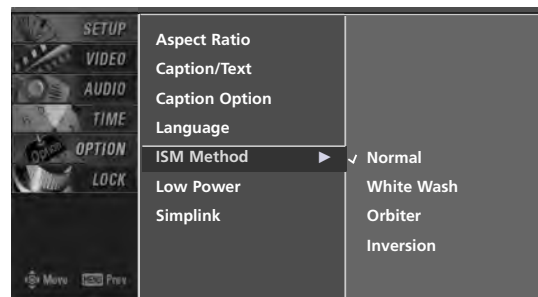 SETUP
VIDEO
AUDIO
TIME
OPTION
LOCK
Move MENU Prev
Aspect Ratio
Caption/Text
Caption Option
Language
ISM Method
Low Power
Simplink
Normal
White Wash
Orbiter
Inversion